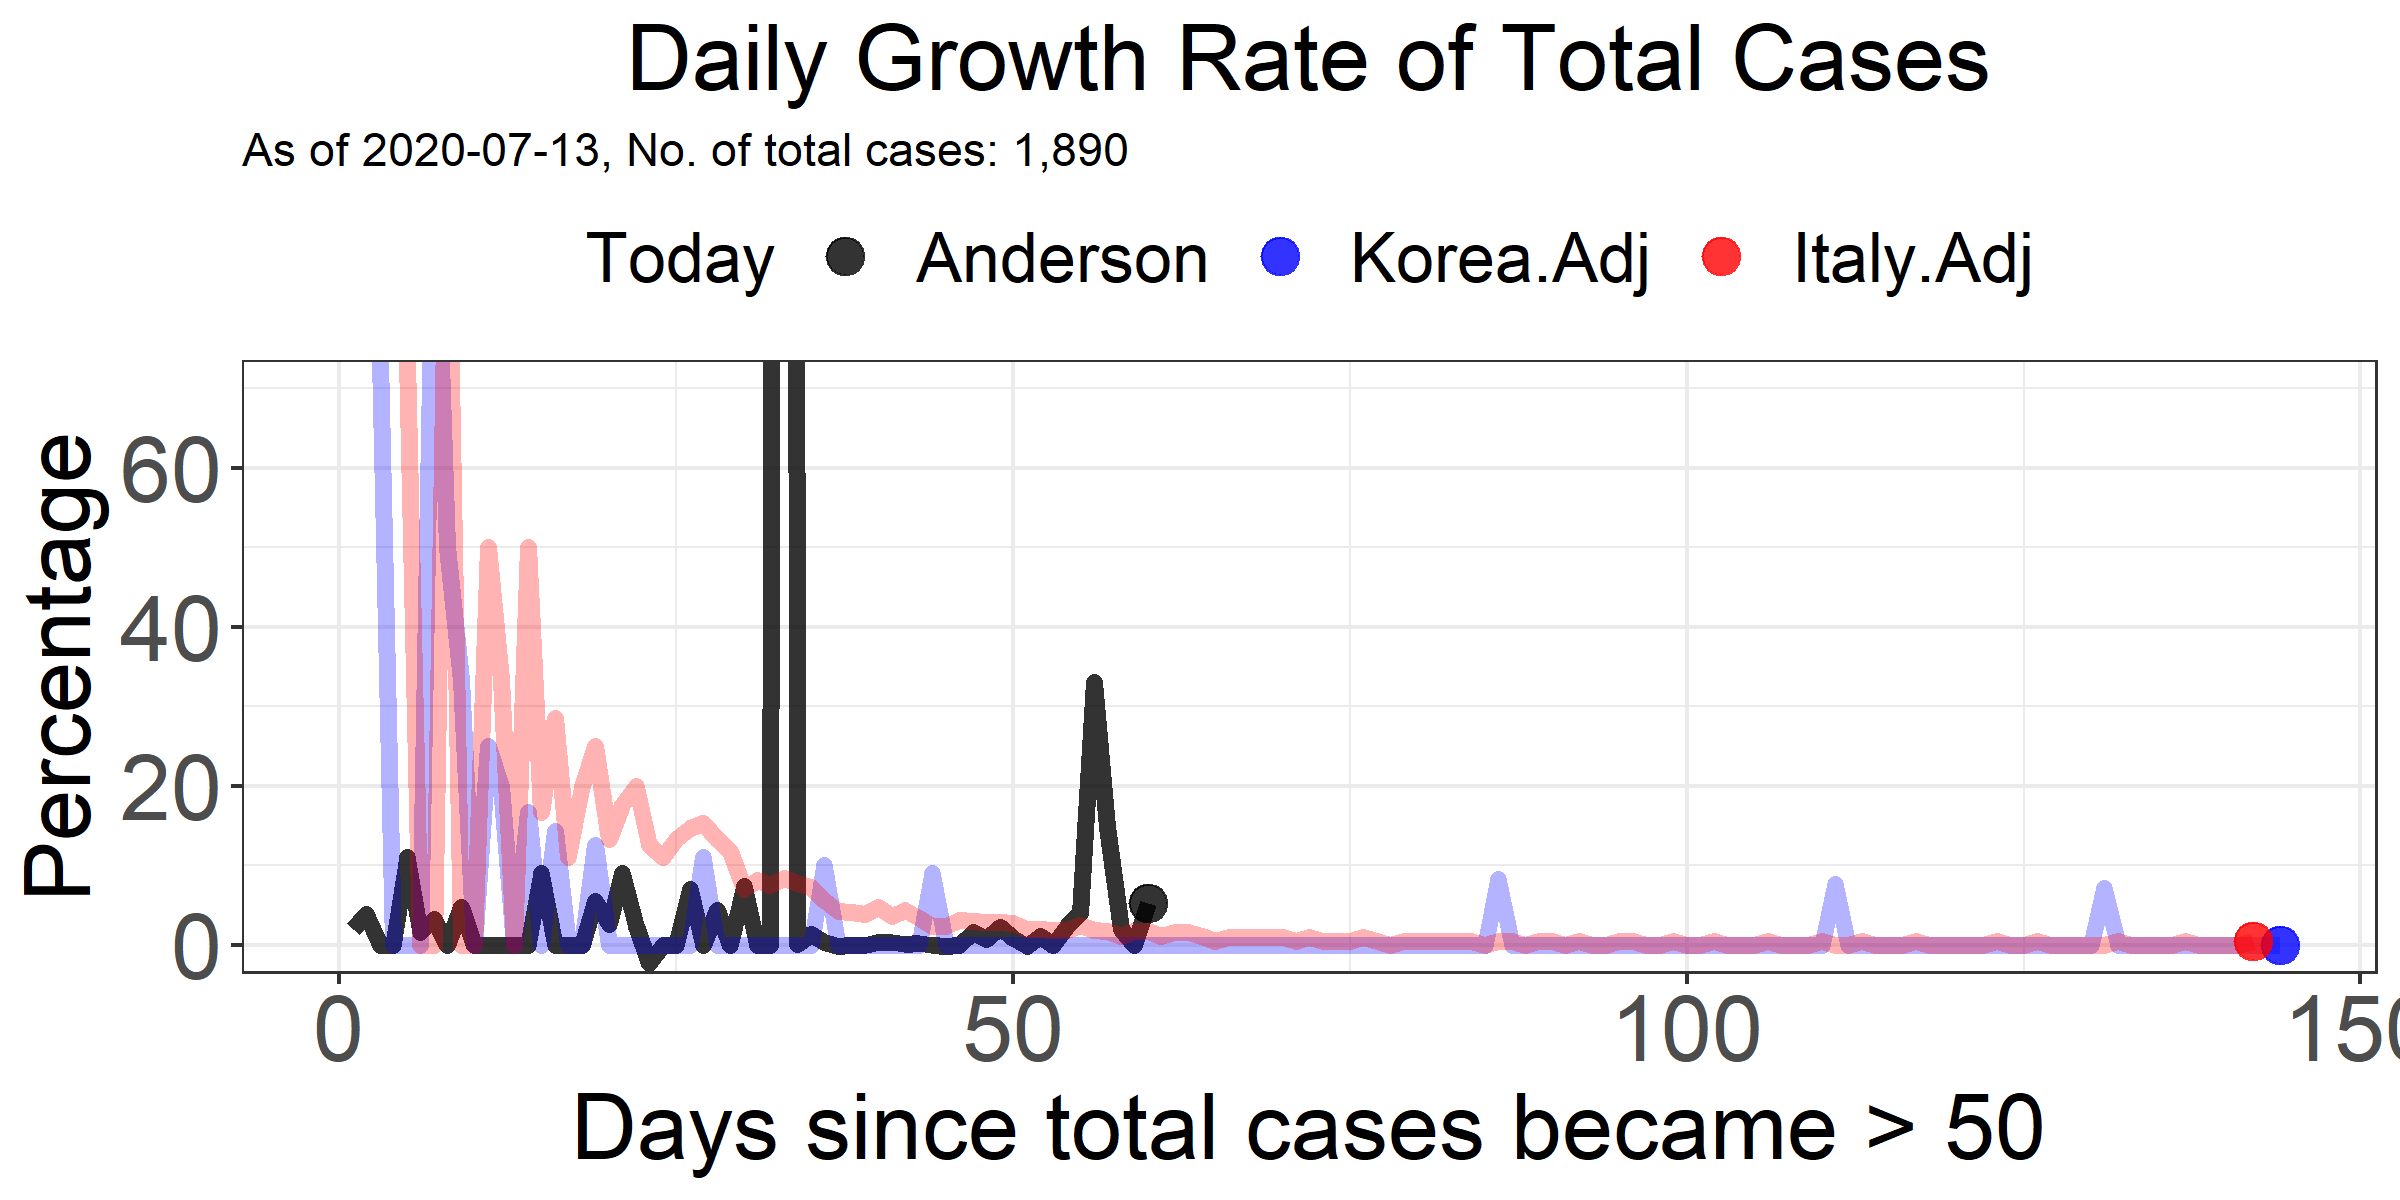 Daily Growth Rate of Total Cases
As of 2020-07-13, No. of total cases: 1,890
Today Anderson Korea.Adj Italy.Adj
Percentage
60
40
20
0
0 50 100 150
Days since total cases became > 50